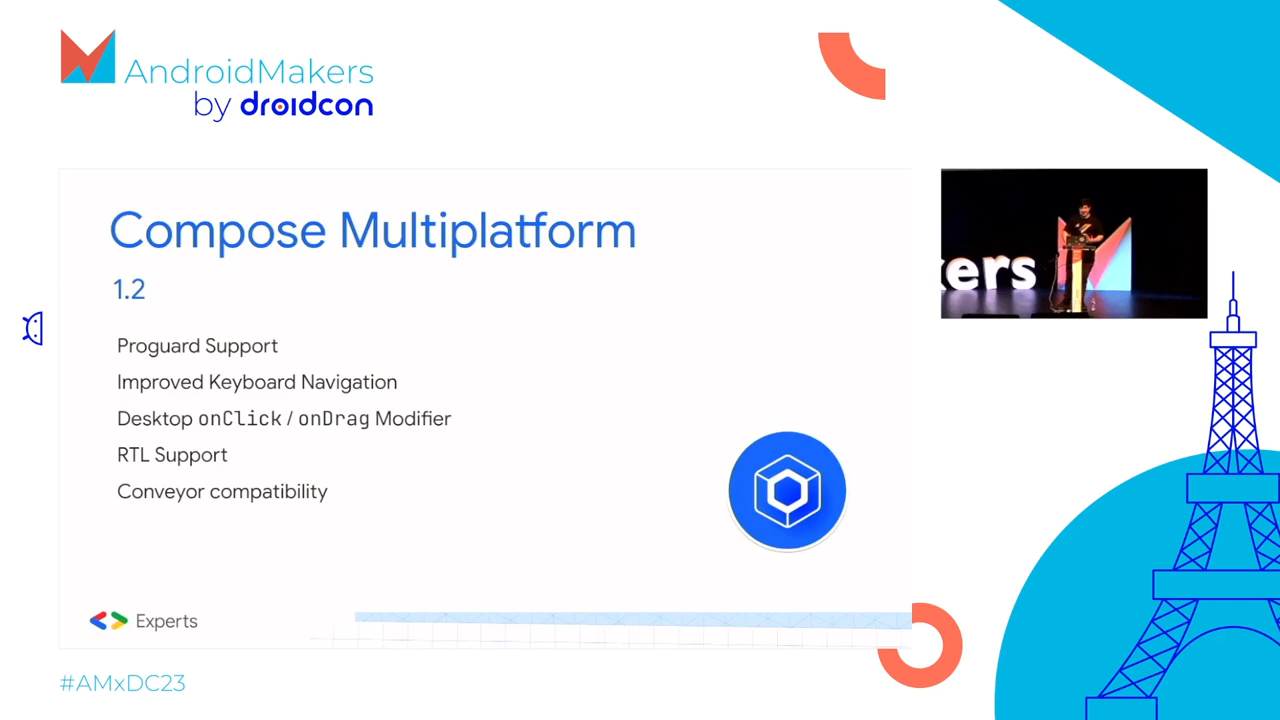 AndroidMakers
by droidcon
Compose Multiplatform
1.2
Proguard Support
Improved Keyboard Navigation
Desktop onClick / onDrag Modifier
RTL Support
Conveyor compatibility
Experts
kers
#AMxDC23